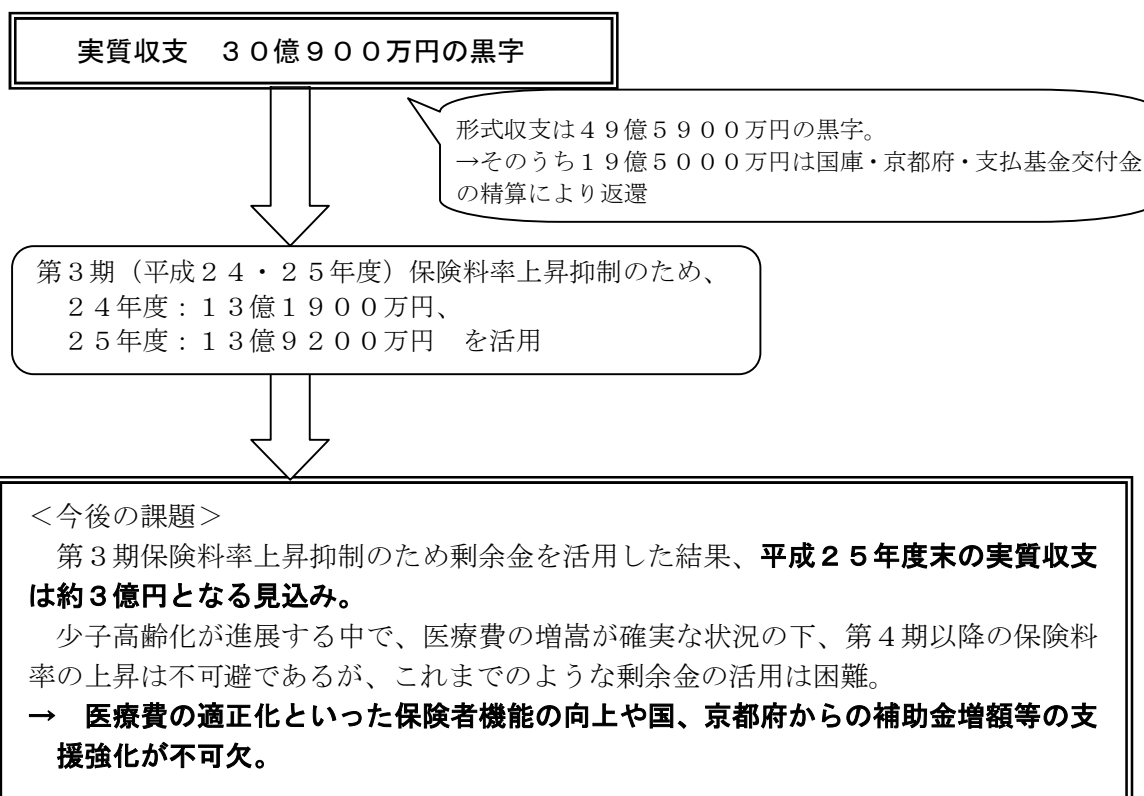 実質収支　３０億９００万円の黒字
形式収支は４９億５９００万円の黒字。
→そのうち１９億５０００万円は国庫・京都府・支払基金交付金
の精算により返還
第３期（平成２４・２５年度）保険料率上昇抑制のため、
２４年度：１３億１９００万円、
２５年度：１３億９２００万円　を活用
＜今後の課題＞
第３期保険料率上昇抑制のため剰余金を活用した結果、平成２５年度末の実質収支
は約３億円となる見込み。
少子高齢化が進展する中で、医療費の増嵩が確実な状況の下、第４期以降の保険料
率の上昇は不可避であるが、これまでのような剰余金の活用は困難。
→　医療費の適正化といった保険者機能の向上や国、京都府からの補助金増額等の支
援強化が不可欠。